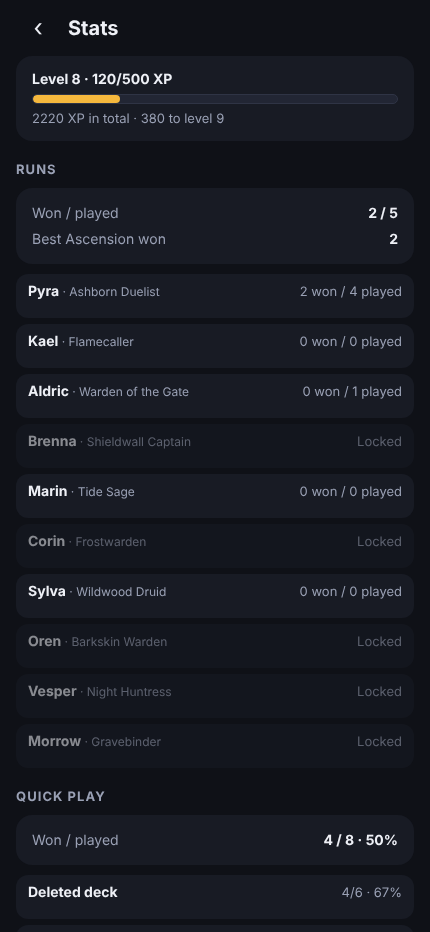 ‹ Stats
Level 8 · 120/500 XP
2220 XP in total · 380 to level 9
RUNS
Won / played 2 / 5
Best Ascension won 2
Pyra · Ashborn Duelist 2 won / 4 played
Kael · Flamecaller 0 won / 0 played
Aldric · Warden of the Gate 0 won / 1 played
Brenna · Shieldwall Captain Locked
Marin · Tide Sage 0 won / 0 played
Corin · Frostwarden Locked
Sylva · Wildwood Druid 0 won / 0 played
Oren · Barkskin Warden Locked
Vesper · Night Huntress Locked
Morrow · Gravebinder Locked
QUICK PLAY
Won / played 4 / 8 · 50%
Deleted deck 4/6 · 67%